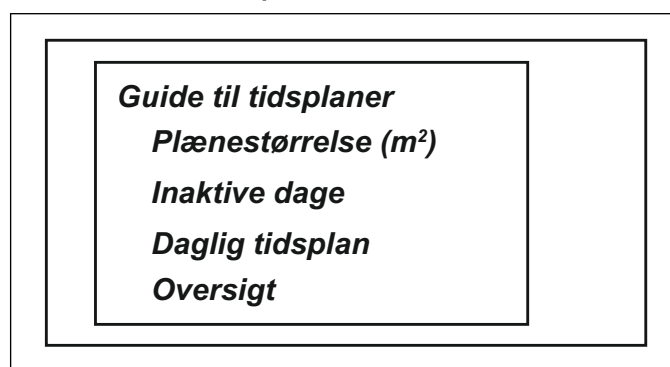 Guide til tidsplaner
Plænestørrelse (m²)
Inaktive dage
Daglig tidsplan
Oversigt